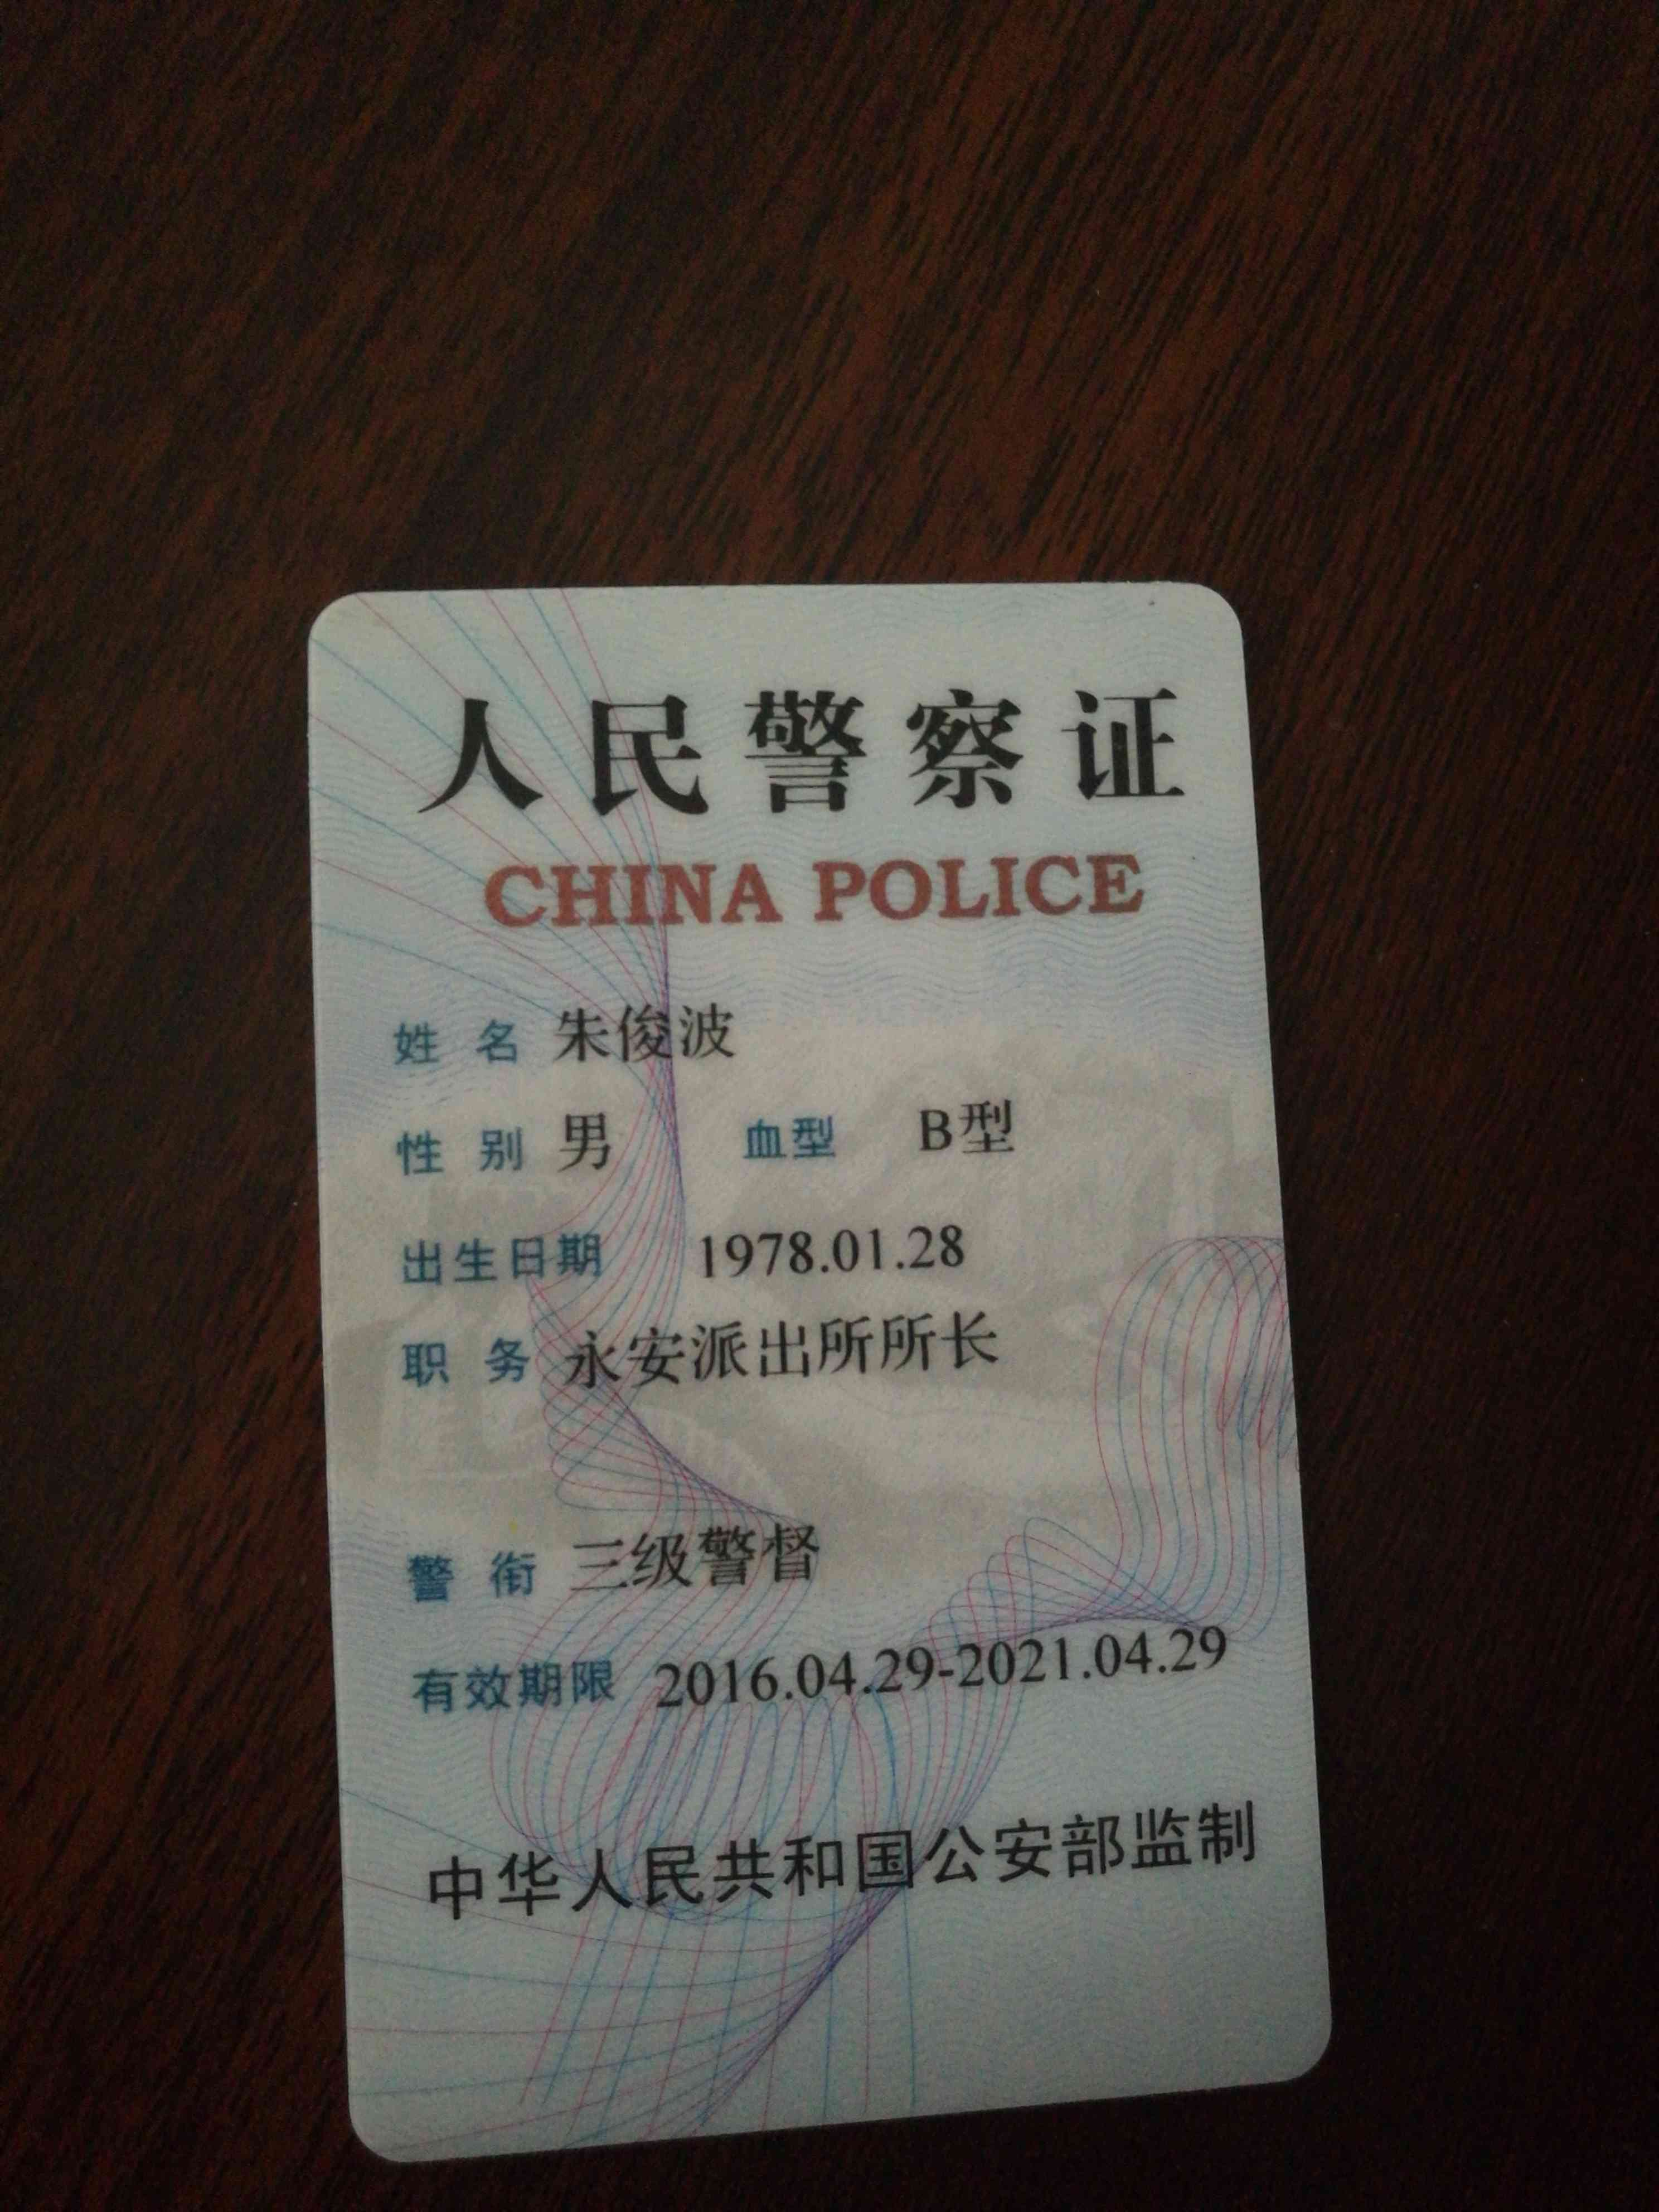 人民警察证
CHINA POLICE
姓 名 朱俊波
性 别 男 血型 B型
出生日期 1978.01.28
职 务 永安派出所所长
警 衔 三级警督
有效期限 2016.04.29-2021.04.29
中华人民共和国公安部监制